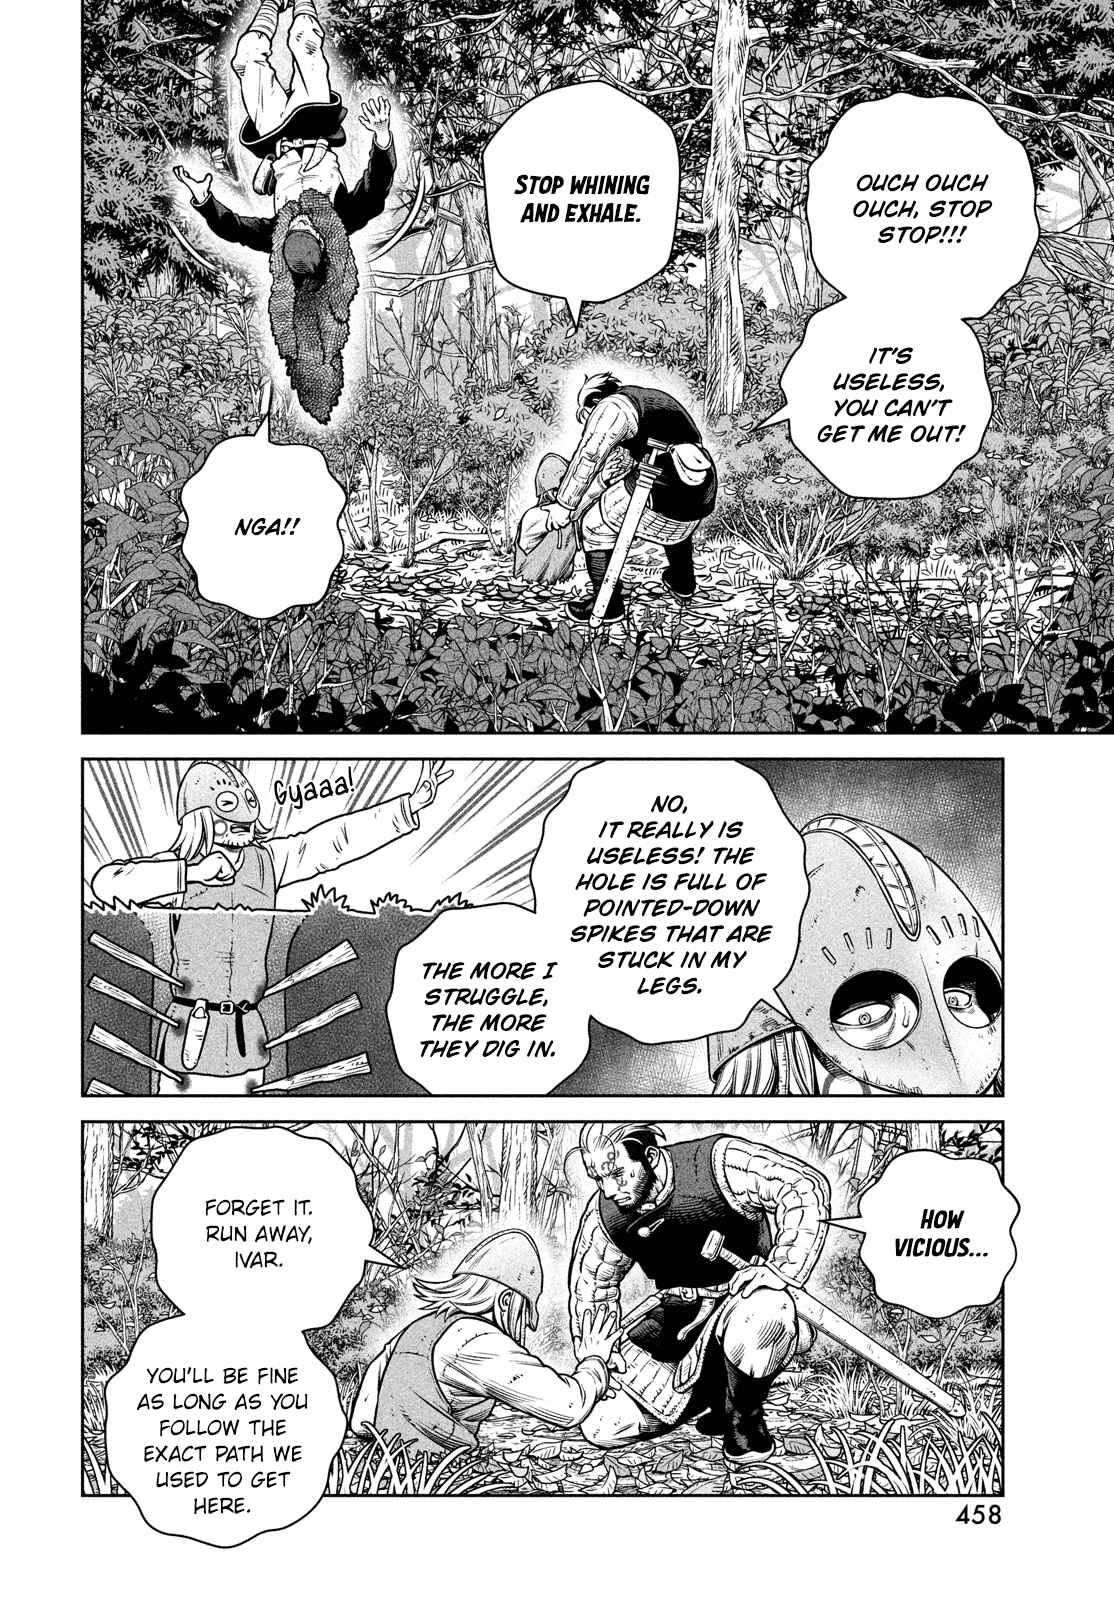 OUCH OUCH
OUCH, STOP
STOP!!!
IT'S
USELESS,
YOU CAN'T
GET ME OUT!
STOP WHINING
AND EXHALE.
NGA!!
NO,
IT REALLY IS
USELESS! THE
HOLE IS FULL OF
POINTED-DOWN
SPIKES THAT ARE
STUCK IN MY
LEGS.
THE MORE I
STRUGGLE,
THE MORE
THEY DIG IN.
Gyaaa!
HOW
VICIOUS...
FORGET IT.
RUN AWAY,
IVAR.
YOU'LL BE FINE
AS LONG AS YOU
FOLLOW THE
EXACT PATH WE
USED TO GET
HERE.
458